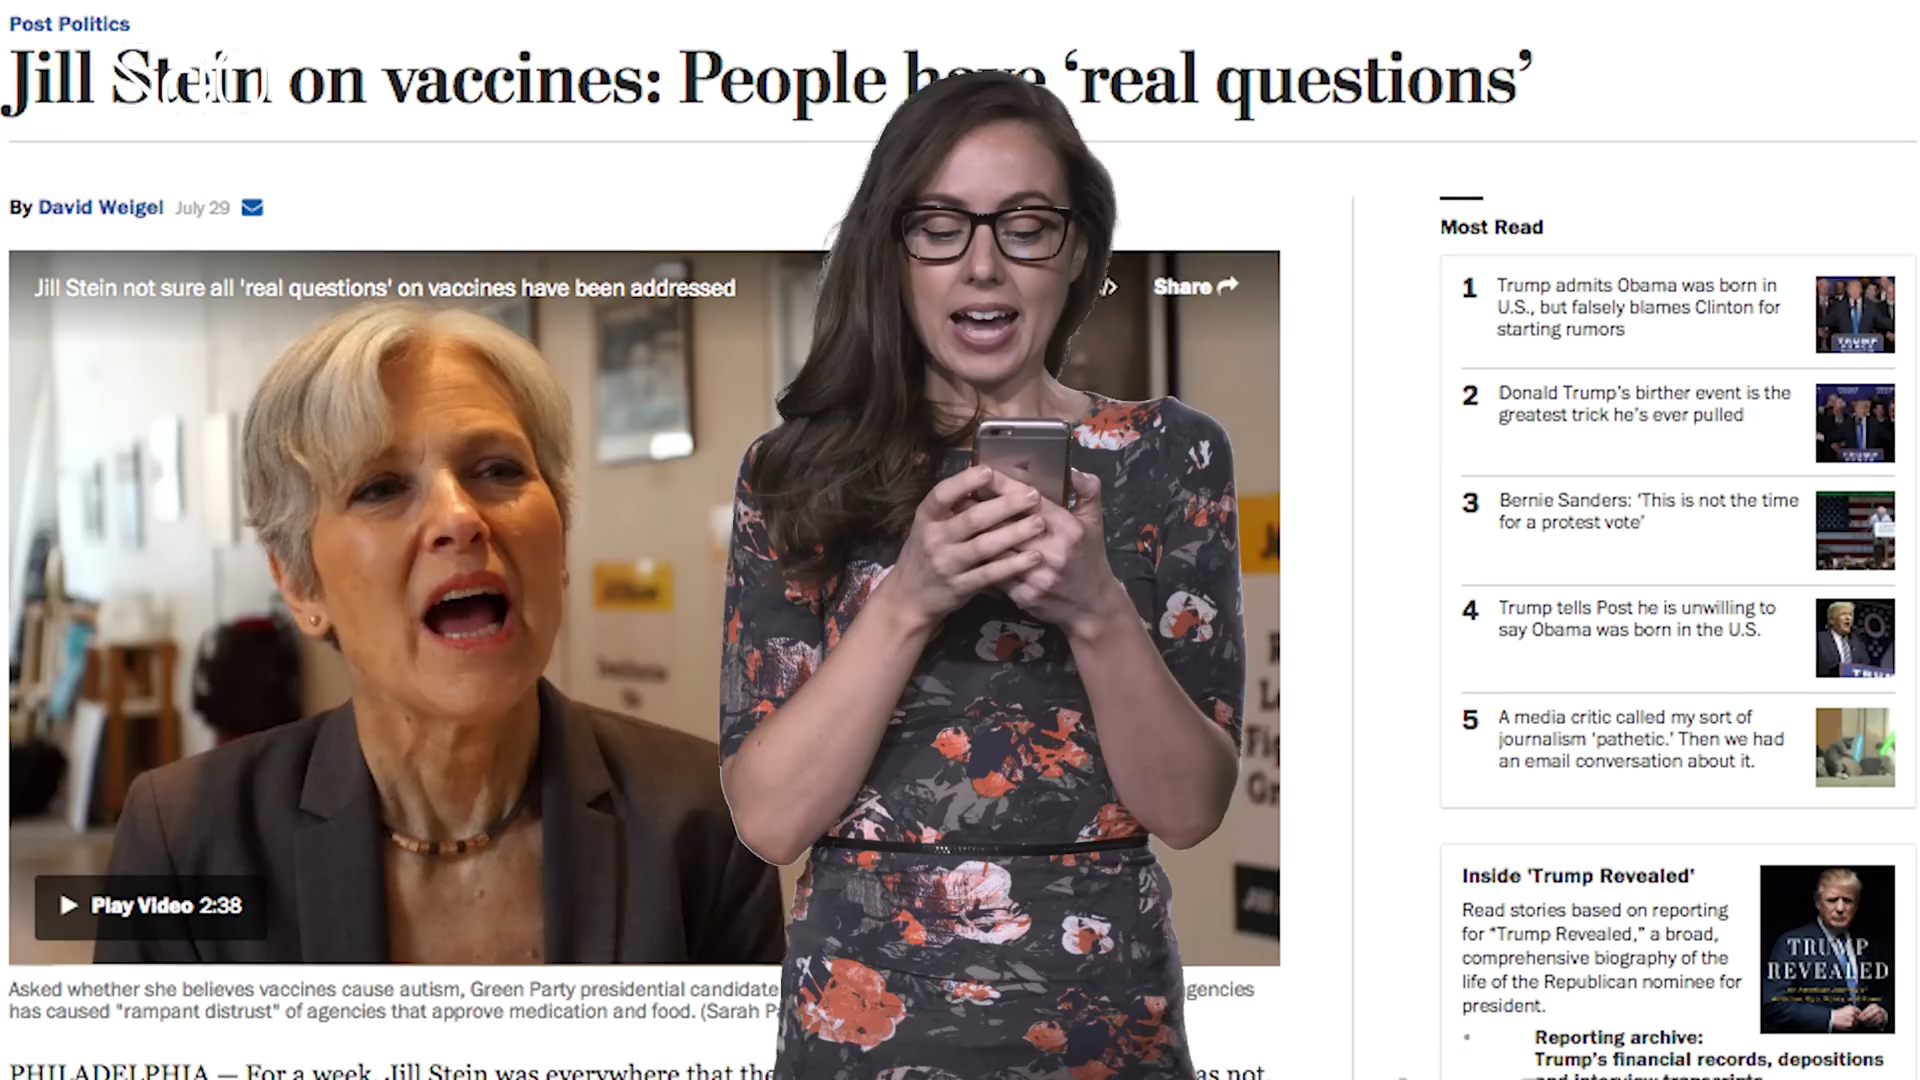 Post Politics
Jill Stein on vaccines: People have ‘real questions’
By David Weigel July 29
Jill Stein not sure all 'real questions' on vaccines have been addressed
Share
Play Video 2:38
Asked whether she believes vaccines cause autism, Green Party presidential candidate
gencies
has caused "rampant distrust" of agencies that approve medication and food. (Sarah
PHILADELPHIA — For a week, Jill Stein was everywhere that the
as not.
Most Read
1 Trump admits Obama was born in
U.S., but falsely blames Clinton for
starting rumors
2 Donald Trump’s birther event is the
greatest trick he’s ever pulled
3 Bernie Sanders: ‘This is not the time
for a protest vote’
4 Trump tells Post he is unwilling to
say Obama was born in the U.S.
5 A media critic called my sort of
journalism ‘pathetic.’ Then we had
an email conversation about it.
Inside 'Trump Revealed'
Read stories based on reporting
for “Trump Revealed,” a broad,
comprehensive biography of the
life of the Republican nominee for
president.
TRUMP
REVEALED
Reporting archive:
Trump’s financial records, depositions
and interview transcripts